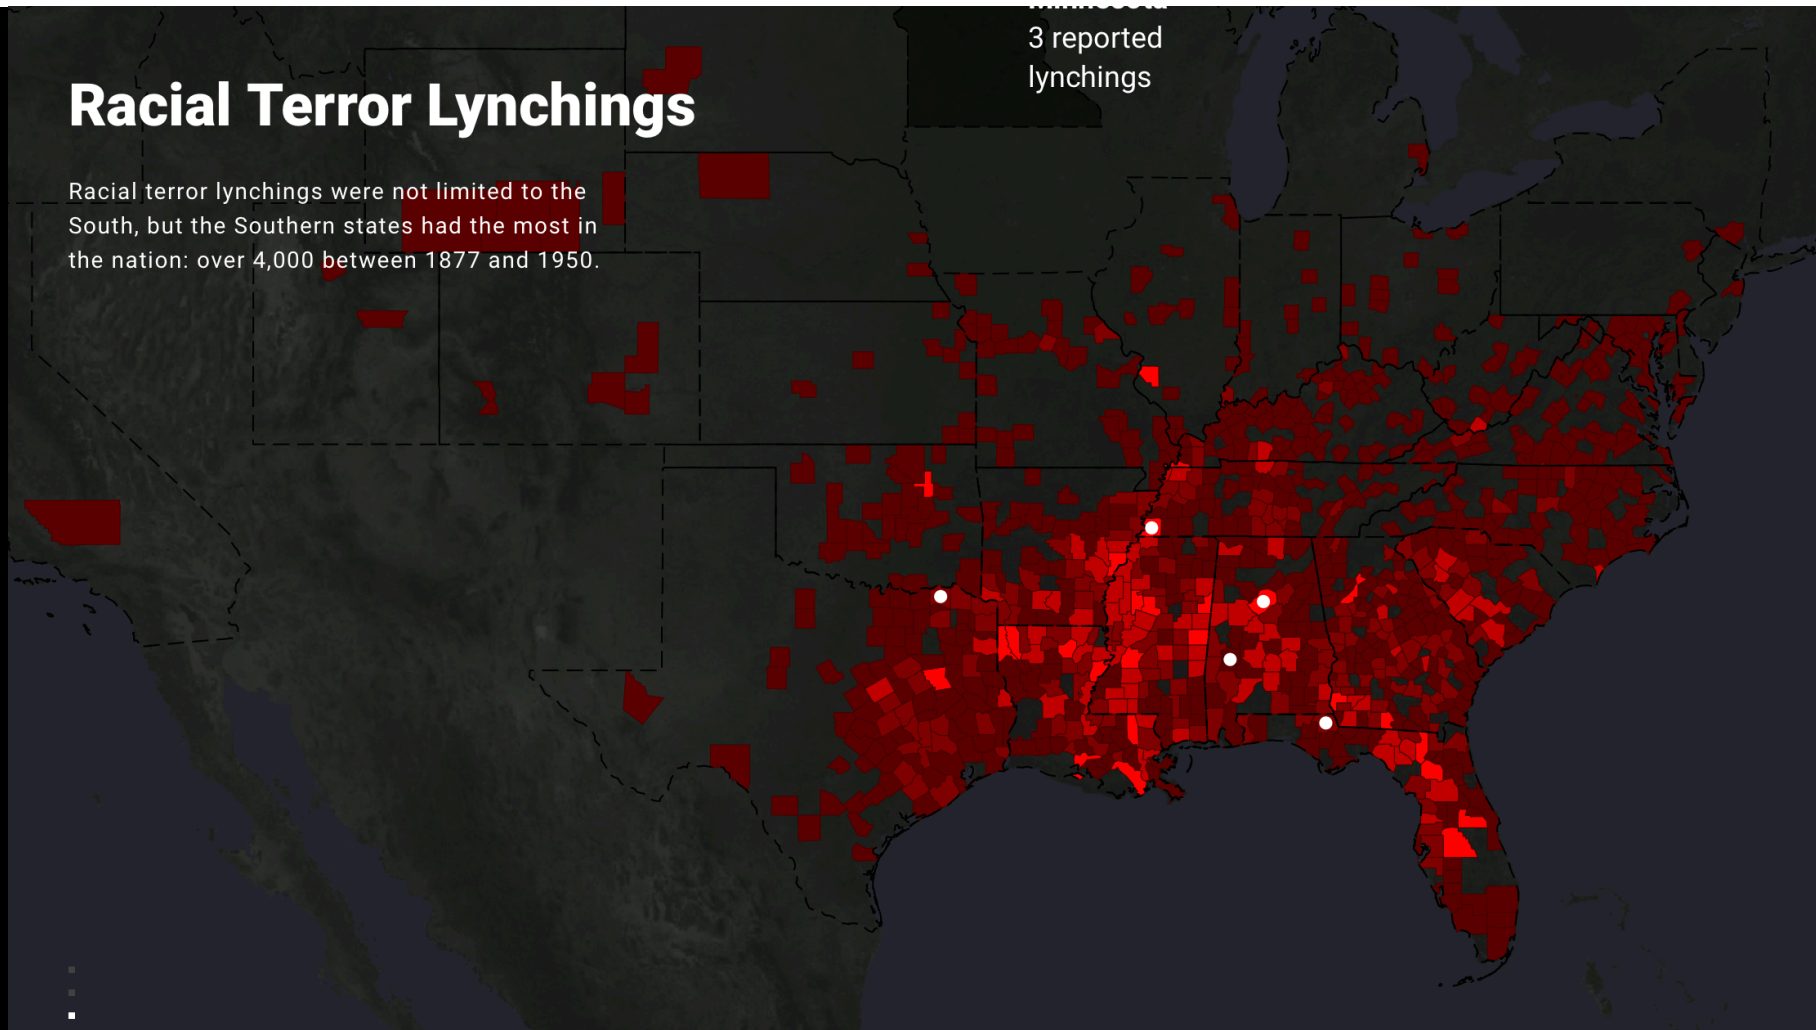 Minnesota
3 reported
lynchings
Racial Terror Lynchings
Racial terror lynchings were not limited to the
South, but the Southern states had the most in
the nation: over 4,000 between 1877 and 1950.